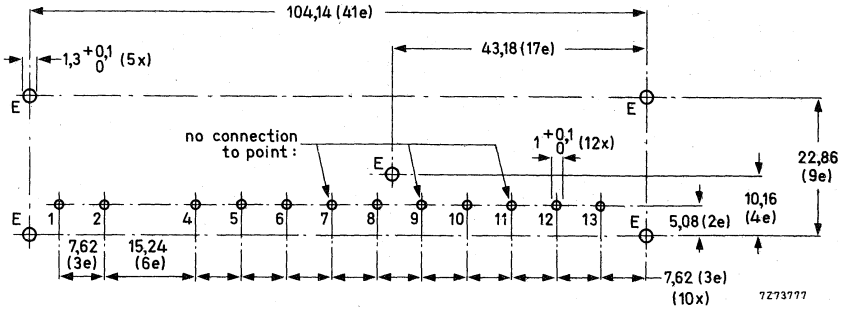 104,14 (41e)
43,18 (17e)
1,3 +0,1 0 (5x)
E
E
no connection
to point :
E
1 +0,1 0 (12x)
22,86
(9e)
10,16
(4e)
5,08 (2e)
1 2 4 5 6 7 8 9 10 11 12 13
E
E
7,62
(3e)
15,24
(6e)
7,62 (3e)
(10x)
7Z73777